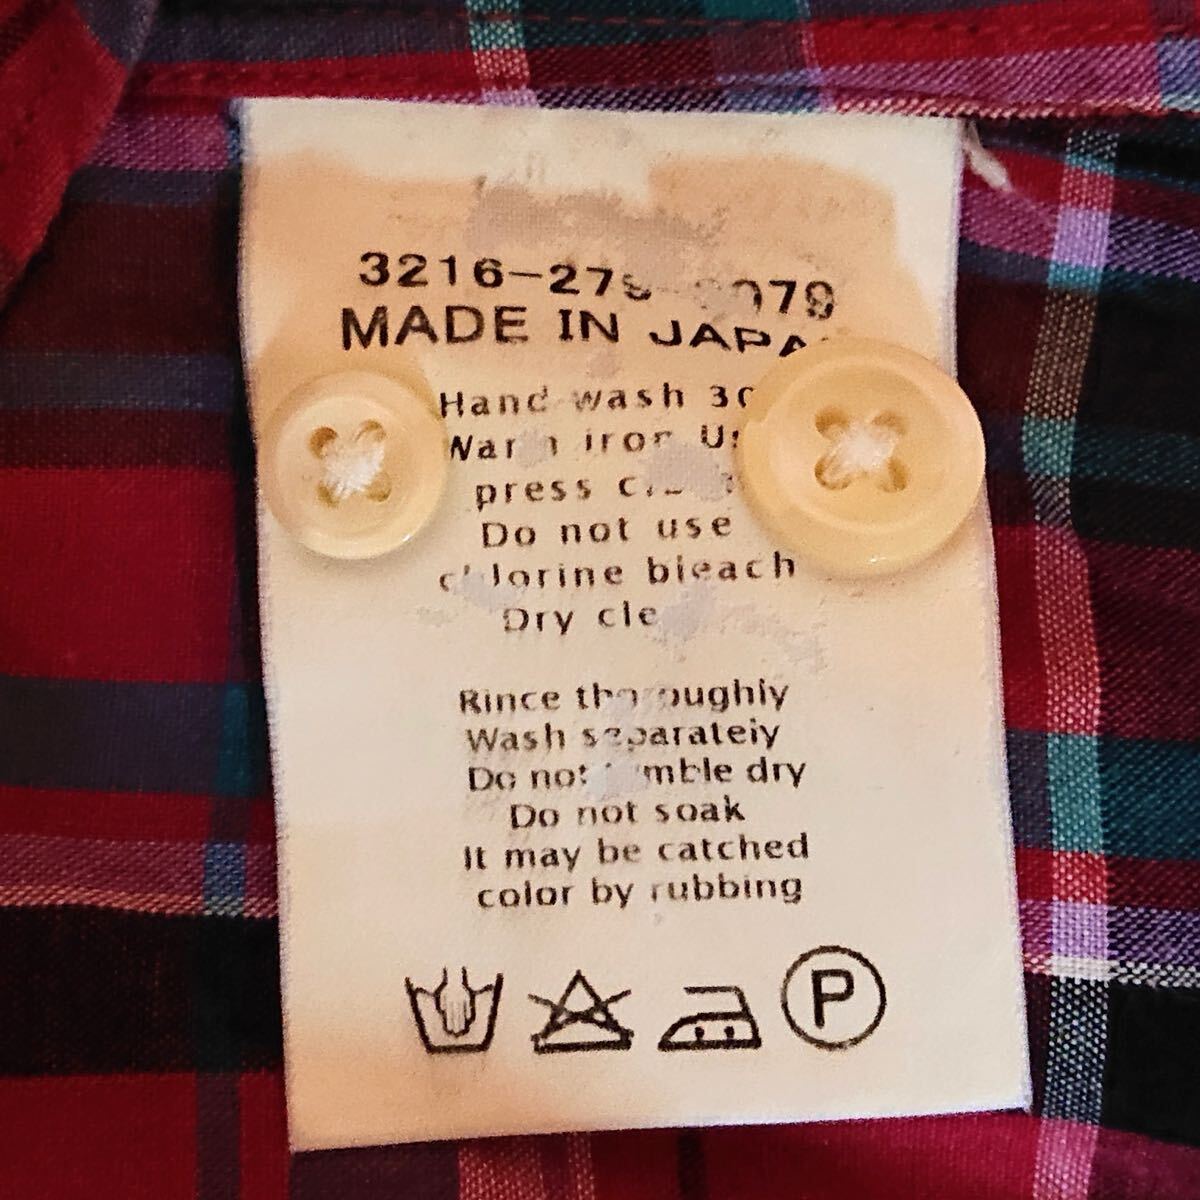 3216-27
MADE IN JAPA
Hand wash 30
Warm iron Us
press
Do not use
chlorine bleach
Dry cle
Rince thoroughly
Wash separately
Do not tumble dry
Do not soak
It may be catched
color by rubbing
P